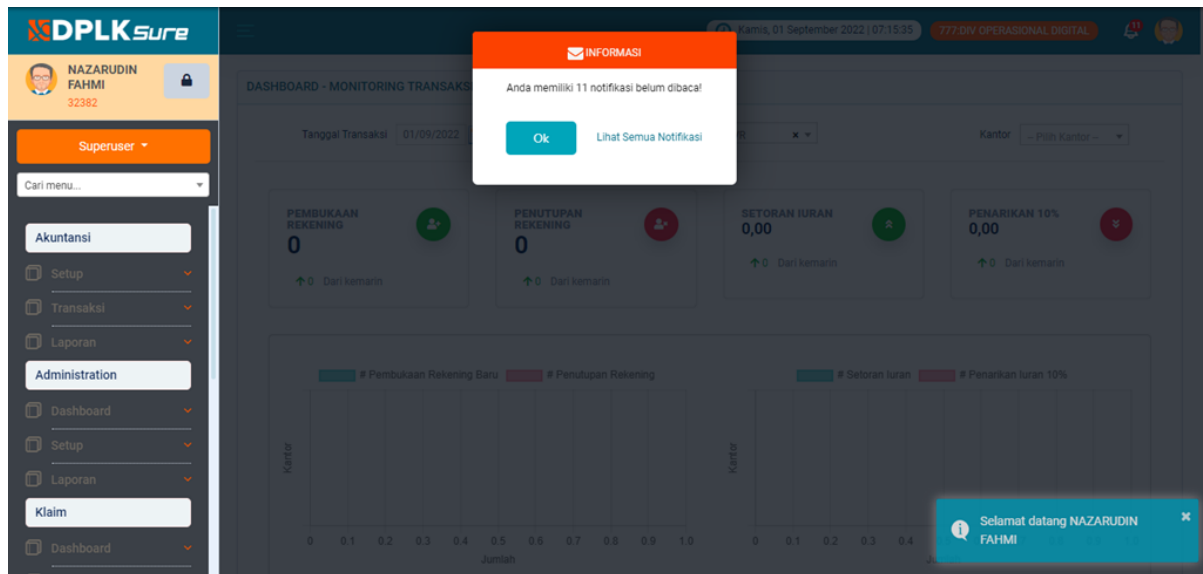 DPLKSure
NAZARUDIN
FAHMI
32382
Superuser
Cari menu...
Akuntansi
Setup
Transaksi
Laporan
Administration
Dashboard
Setup
Laporan
Klaim
Dashboard
Kamis, 01 September 2022 | 07:15:35
777:DIV OPERASIONAL DIGITAL
11
INFORMASI
Anda memiliki 11 notifikasi belum dibaca!
Ok
Lihat Semua Notifikasi
DASHBOARD - MONITORING TRANSAKS
Tanggal Transaksi 01/09/2022
Kantor -- Pilih Kantor --
PEMBUKAAN
REKENING
0
0 Dari kemarin
PENUTUPAN
REKENING
0
0 Dari kemarin
SETORAN IURAN
0,00
0 Dari kemarin
PENARIKAN 10%
0,00
0 Dari kemarin
# Pembukaan Rekening Baru # Penutupan Rekening
Kantor
0 0.1 0.2 0.3 0.4 0.5 0.6 0.7 0.8 0.9 1.0
Jumlah
# Setoran Iuran # Penarikan Iuran 10%
Kantor
0 0.1 0.2 0.3 0.4
Selamat datang NAZARUDIN
FAHMI